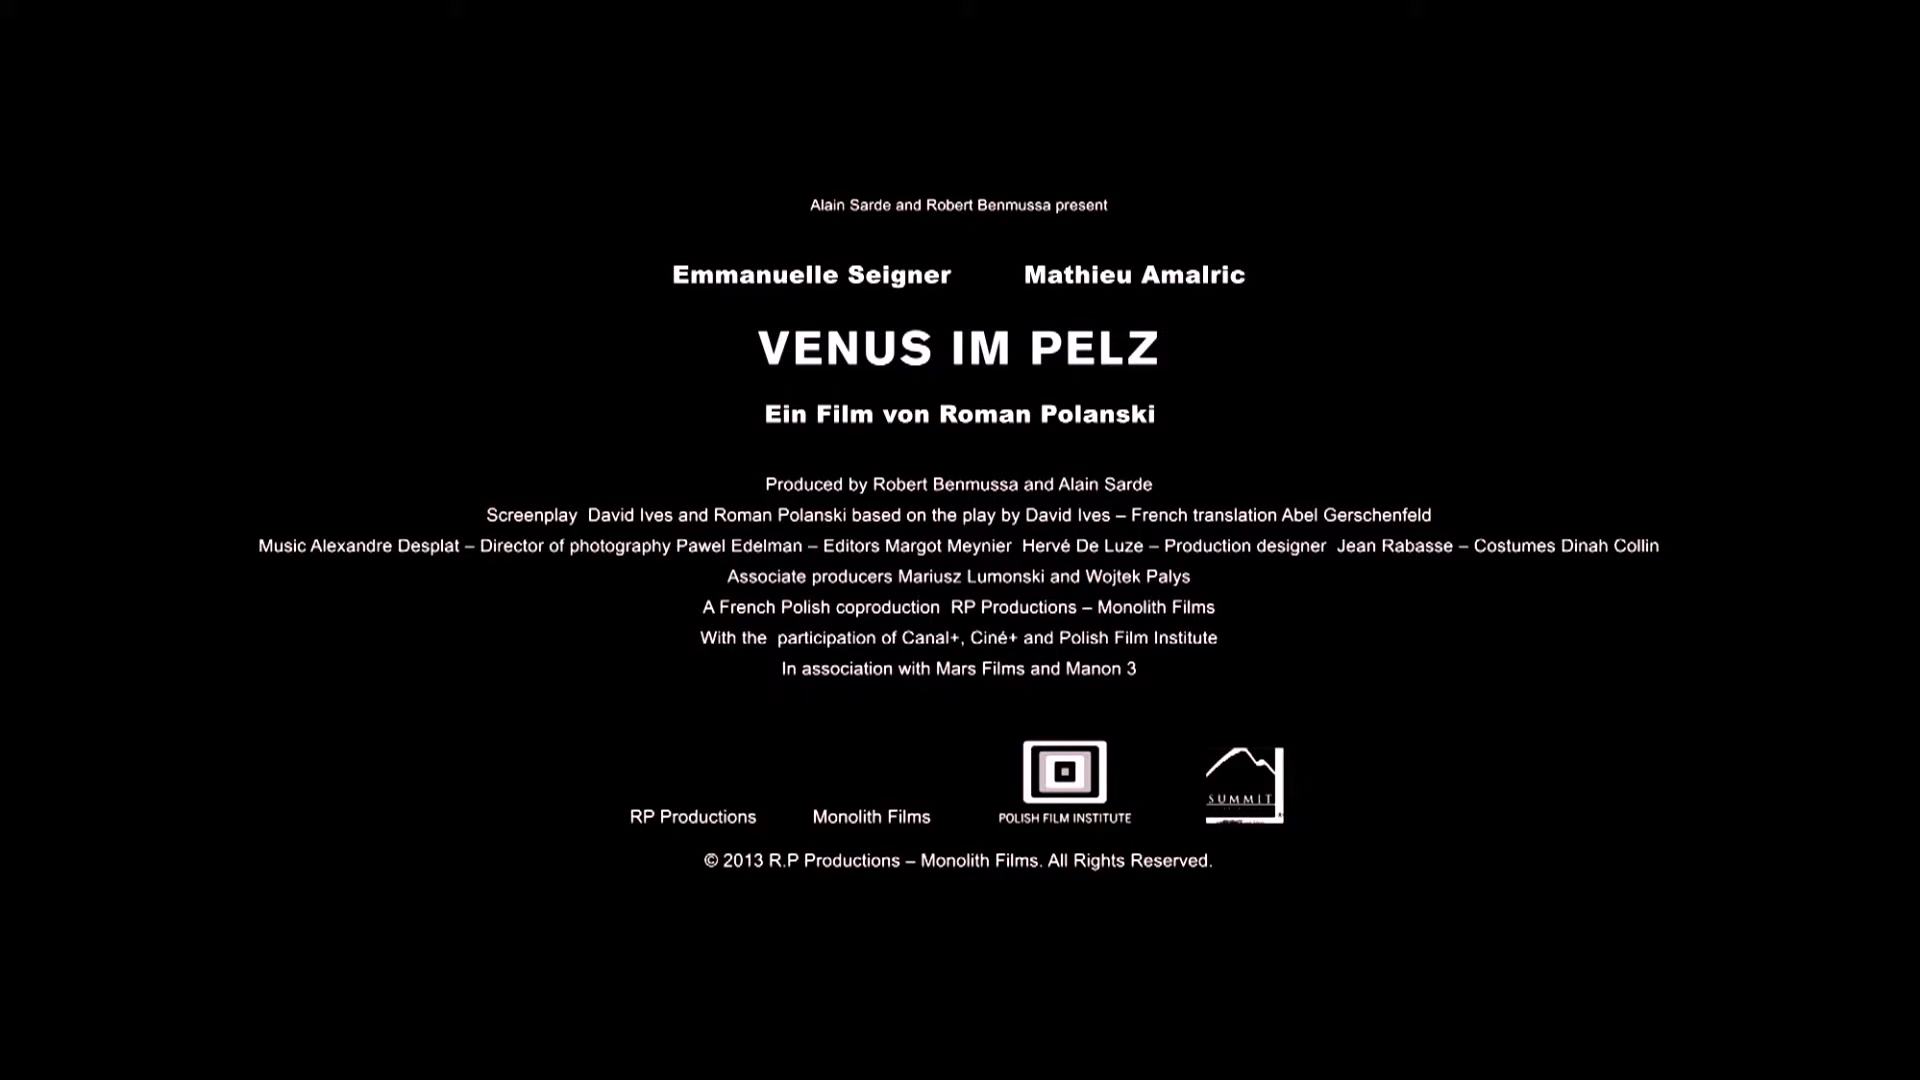 Alain Sarde and Robert Benmussa present
Emmanuelle Seigner Mathieu Amalric
VENUS IM PELZ
Ein Film von Roman Polanski
Produced by Robert Benmussa and Alain Sarde
Screenplay David Ives and Roman Polanski based on the play by David Ives – French translation Abel Gerschenfeld
Music Alexandre Desplat – Director of photography Pawel Edelman – Editors Margot Meynier Hervé De Luze – Production designer Jean Rabasse – Costumes Dinah Collin
Associate producers Mariusz Lumonski and Wojtek Palys
A French Polish coproduction RP Productions – Monolith Films
With the participation of Canal+, Ciné+ and Polish Film Institute
In association with Mars Films and Manon 3
RP Productions Monolith Films POLISH FILM INSTITUTE SUMMIT
© 2013 R.P Productions – Monolith Films. All Rights Reserved.